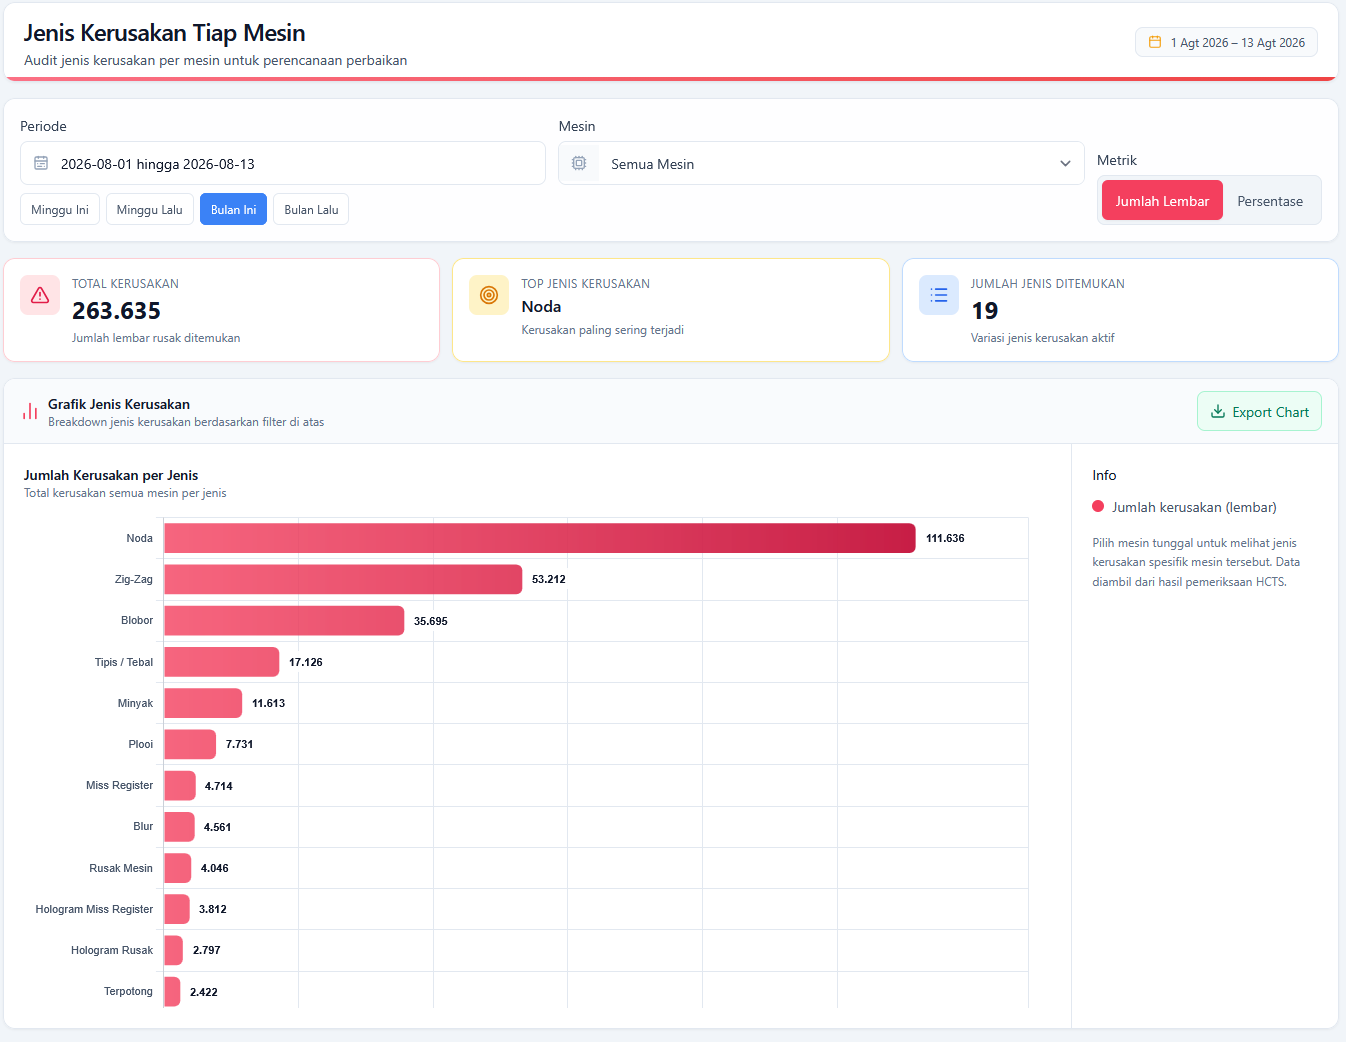 Jenis Kerusakan Tiap Mesin
Audit jenis kerusakan per mesin untuk perencanaan perbaikan
1 Agt 2026 – 13 Agt 2026
Periode
2026-08-01 hingga 2026-08-13
Minggu Ini
Minggu Lalu
Bulan Ini
Bulan Lalu
Mesin
Semua Mesin
Metrik
Jumlah Lembar
Persentase
TOTAL KERUSAKAN
263.635
Jumlah lembar rusak ditemukan
TOP JENIS KERUSAKAN
Noda
Kerusakan paling sering terjadi
JUMLAH JENIS DITEMUKAN
19
Variasi jenis kerusakan aktif
Grafik Jenis Kerusakan
Breakdown jenis kerusakan berdasarkan filter di atas
Export Chart
Jumlah Kerusakan per Jenis
Total kerusakan semua mesin per jenis
Noda 111.636
Zig-Zag 53.212
Blobor 35.695
Tipis / Tebal 17.126
Minyak 11.613
Plooi 7.731
Miss Register 4.714
Blur 4.561
Rusak Mesin 4.046
Hologram Miss Register 3.812
Hologram Rusak 2.797
Terpotong 2.422
Info
Jumlah kerusakan (lembar)
Pilih mesin tunggal untuk melihat jenis
kerusakan spesifik mesin tersebut. Data
diambil dari hasil pemeriksaan HCTS.